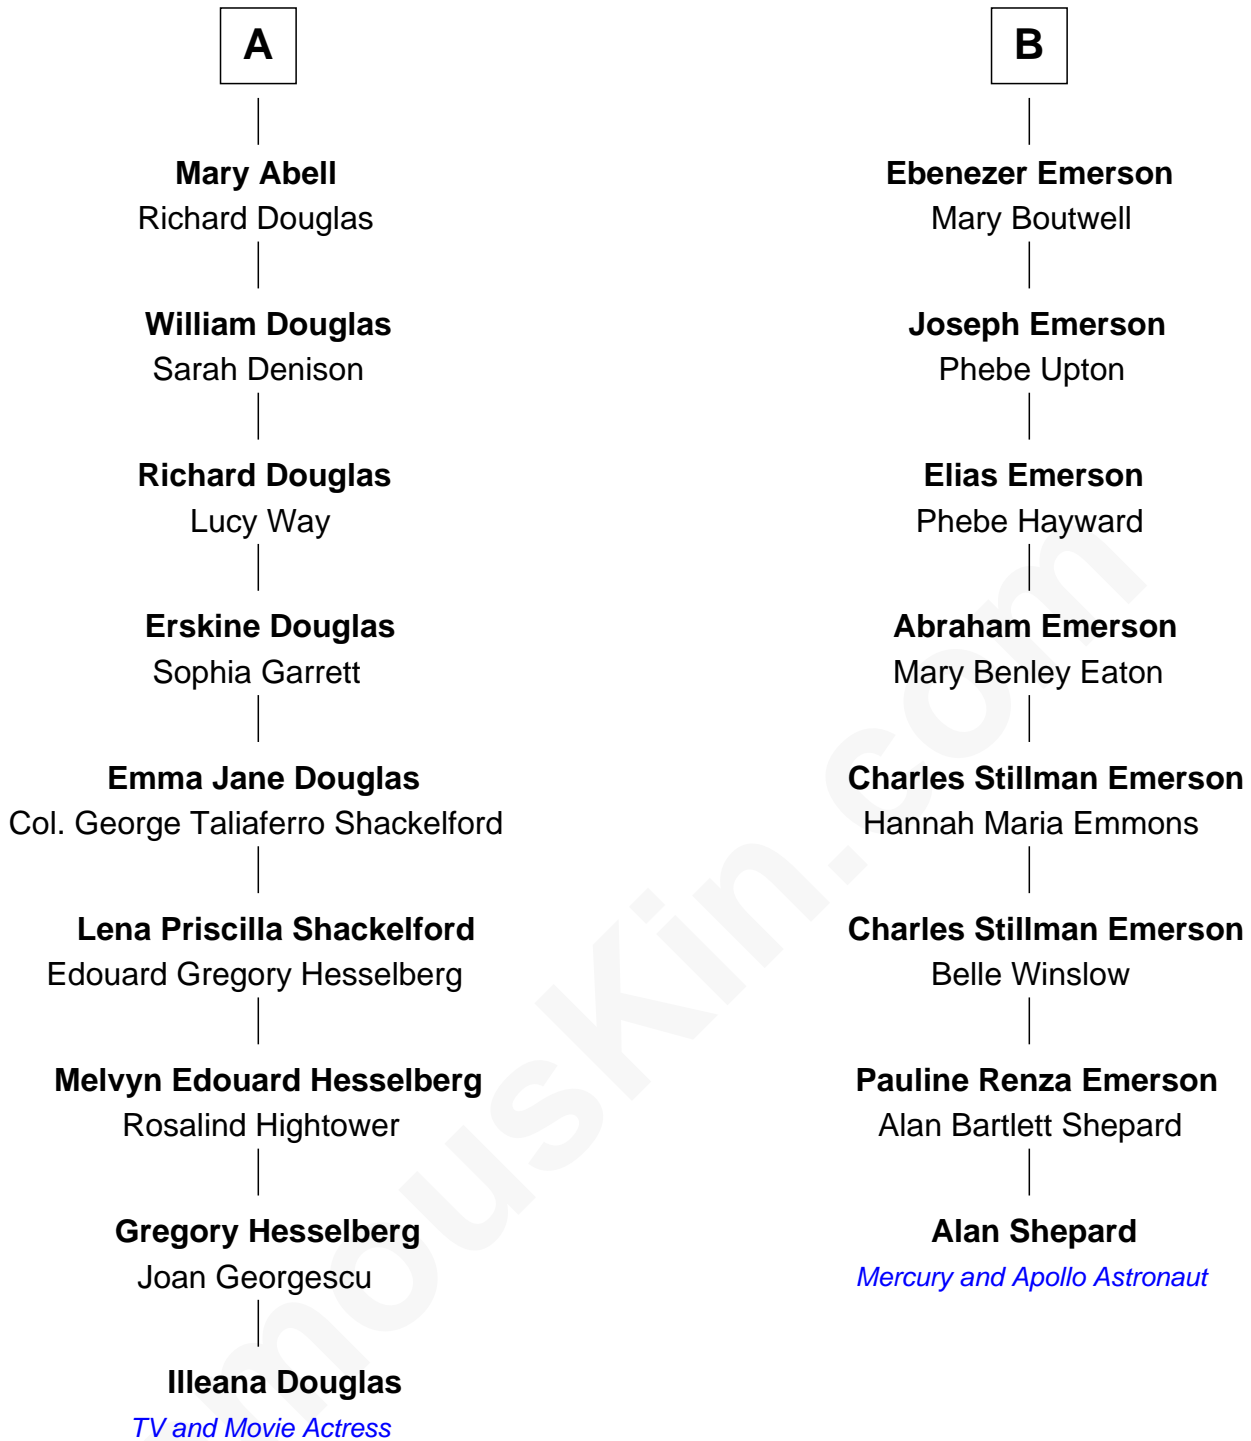 A
Mary Abell
Richard Douglas
William Douglas
Sarah Denison
Richard Douglas
Lucy Way
Erskine Douglas
Sophia Garrett
Emma Jane Douglas
Col. George Taliaferro Shackelford
Lena Priscilla Shackelford
Edouard Gregory Hesselberg
Melvyn Edouard Hesselberg
Rosalind Hightower
Gregory Hesselberg
Joan Georgescu
Illeana Douglas
TV and Movie Actress
B
Ebenezer Emerson
Mary Boutwell
Joseph Emerson
Phebe Upton
Elias Emerson
Phebe Hayward
Abraham Emerson
Mary Benley Eaton
Charles Stillman Emerson
Hannah Maria Emmons
Charles Stillman Emerson
Belle Winslow
Pauline Renza Emerson
Alan Bartlett Shepard
Alan Shepard
Mercury and Apollo Astronaut
mousKin.com